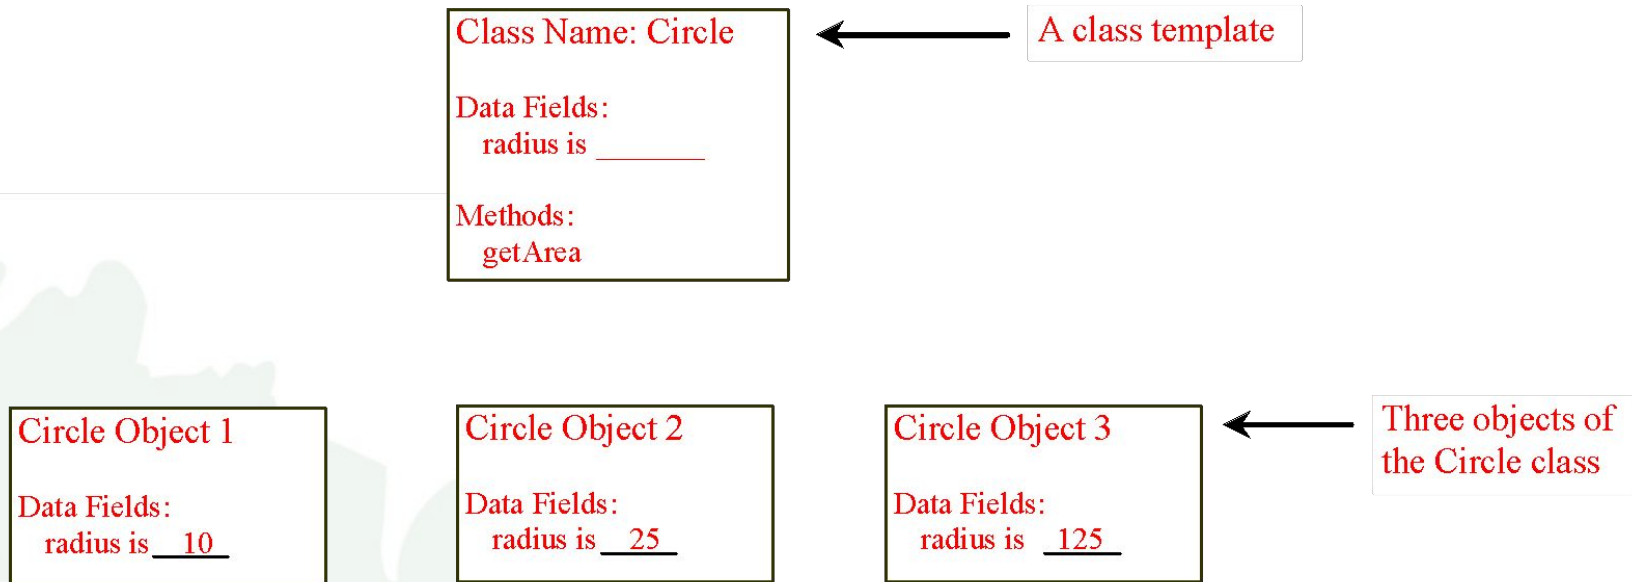 Class Name: Circle
A class template
Data Fields:
radius is _______
Methods:
getArea
Circle Object 1
Data Fields:
radius is 10
Circle Object 2
Data Fields:
radius is 25
Circle Object 3
Data Fields:
radius is 125
Three objects of
the Circle class